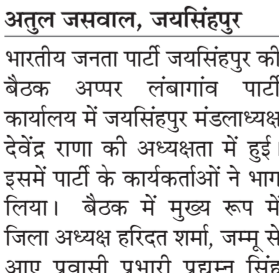 अतुल जसवाल, जयसिंहपुर
भारतीय जनता पार्टी जयसिंहपुर की
बैठक अप्पर लंबागांव पार्टी
कार्यालय में जयसिंहपुर मंडलाध्यक्ष
देवेंद्र राणा की अध्यक्षता में हुई।
इसमें पार्टी के कार्यकर्ताओं ने भाग
लिया। बैठक में मुख्य रूप में
जिला अध्यक्ष हरिदत शर्मा, जम्मू से
आए प्रवासी प्रभारी प्रद्युम्न सिंह